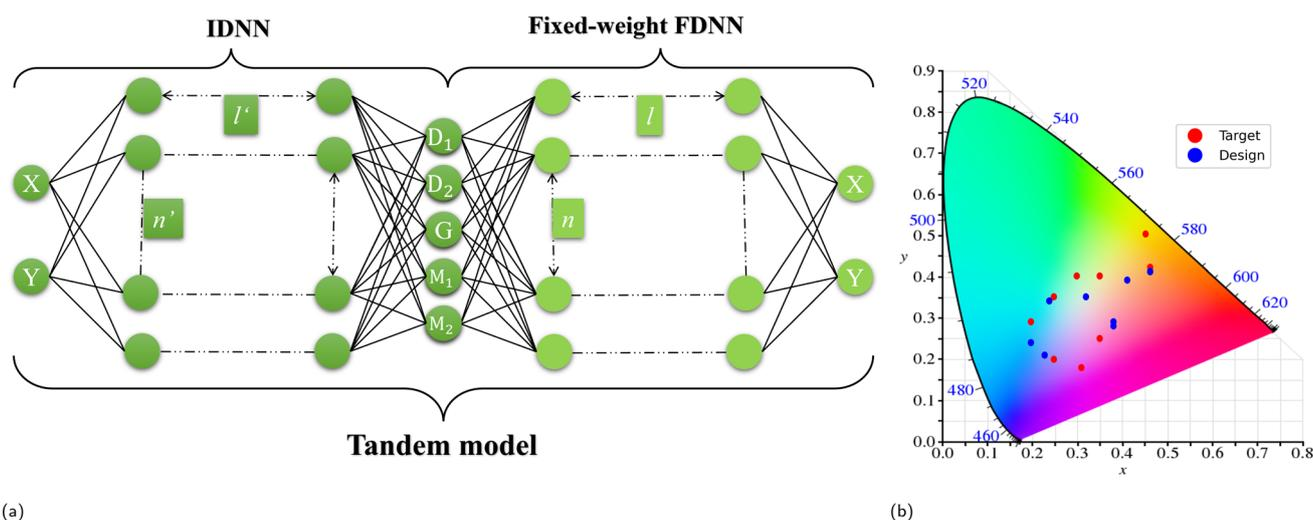 IDNN
Fixed-weight FDNN
l‘
l
D1
D2
X
n’
G
n
X
Y
M1
M2
Y
Tandem model
(a)
0.9
520
0.8
540
Target
Design
0.7
560
0.6
500
580
0.5
y
0.4
600
0.3
620
0.2
480
0.1
460
0.0
0.0 0.1 0.2 0.3 0.4 0.5 0.6 0.7 0.8
x
(b)